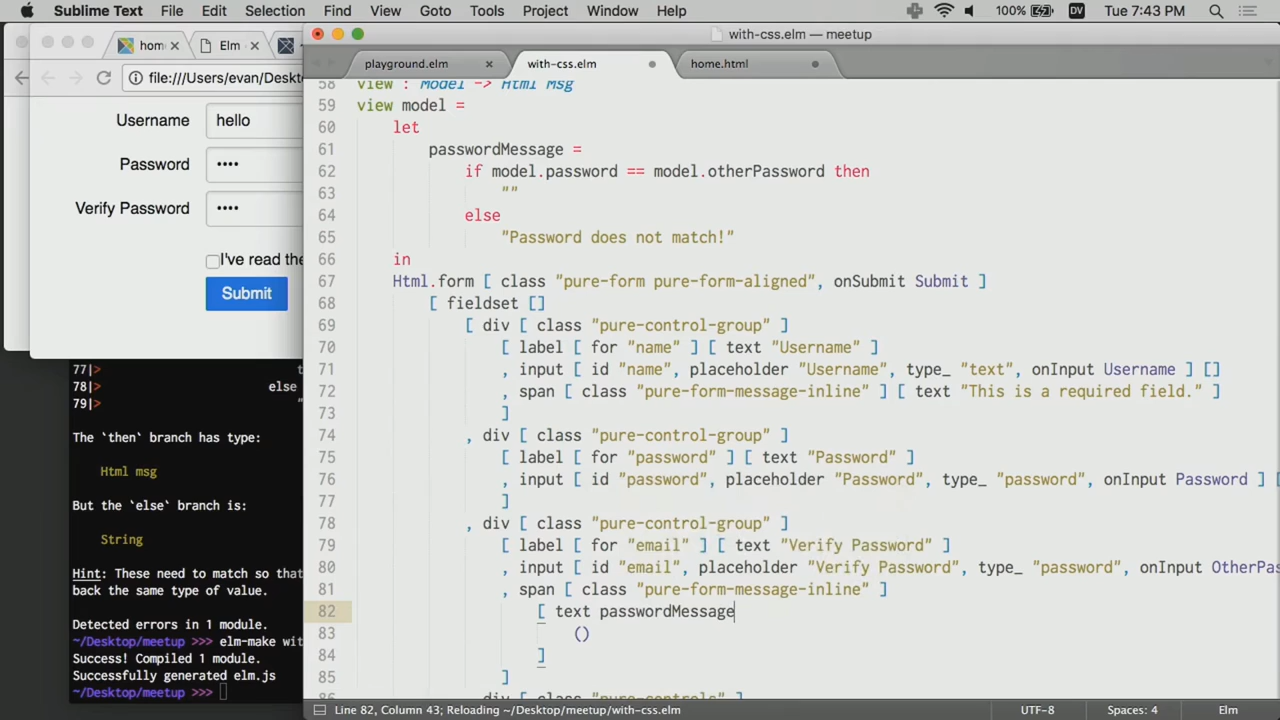 Sublime Text File Edit Selection Find View Goto Tools Project Window Help 100% DV Tue 7:43 PM
with-css.elm — meetup
hom × Elm ×
playground.elm × with-css.elm home.html
file:///Users/evan/Deskto
Username hello
Password ••••
Verify Password ••••
I've read the
Submit
77|> t
78|> else
79|> "
The `then` branch has type:
Html msg
But the `else` branch is:
String
Hint: These need to match so that
back the same type of value.
Detected errors in 1 module.
~/Desktop/meetup >>> elm-make wit
Success! Compiled 1 module.
Successfully generated elm.js
~/Desktop/meetup >>>
58 view : Model -> Html Msg
59 view model =
60 let
61 passwordMessage =
62 if model.password == model.otherPassword then
63 ""
64 else
65 "Password does not match!"
66 in
67 Html.form [ class "pure-form pure-form-aligned", onSubmit Submit ]
68 [ fieldset []
69 [ div [ class "pure-control-group" ]
70 [ label [ for "name" ] [ text "Username" ]
71 , input [ id "name", placeholder "Username", type_ "text", onInput Username ] []
72 , span [ class "pure-form-message-inline" ] [ text "This is a required field." ]
73 ]
74 , div [ class "pure-control-group" ]
75 [ label [ for "password" ] [ text "Password" ]
76 , input [ id "password", placeholder "Password", type_ "password", onInput Password ] [
77 ]
78 , div [ class "pure-control-group" ]
79 [ label [ for "email" ] [ text "Verify Password" ]
80 , input [ id "email", placeholder "Verify Password", type_ "password", onInput OtherPas
81 , span [ class "pure-form-message-inline" ]
82 [ text passwordMessage
83 ()
84 ]
85 ]
86 , div [ class "pure-controls" ]
Line 82, Column 43; Reloading ~/Desktop/meetup/with-css.elm UTF-8 Spaces: 4 Elm